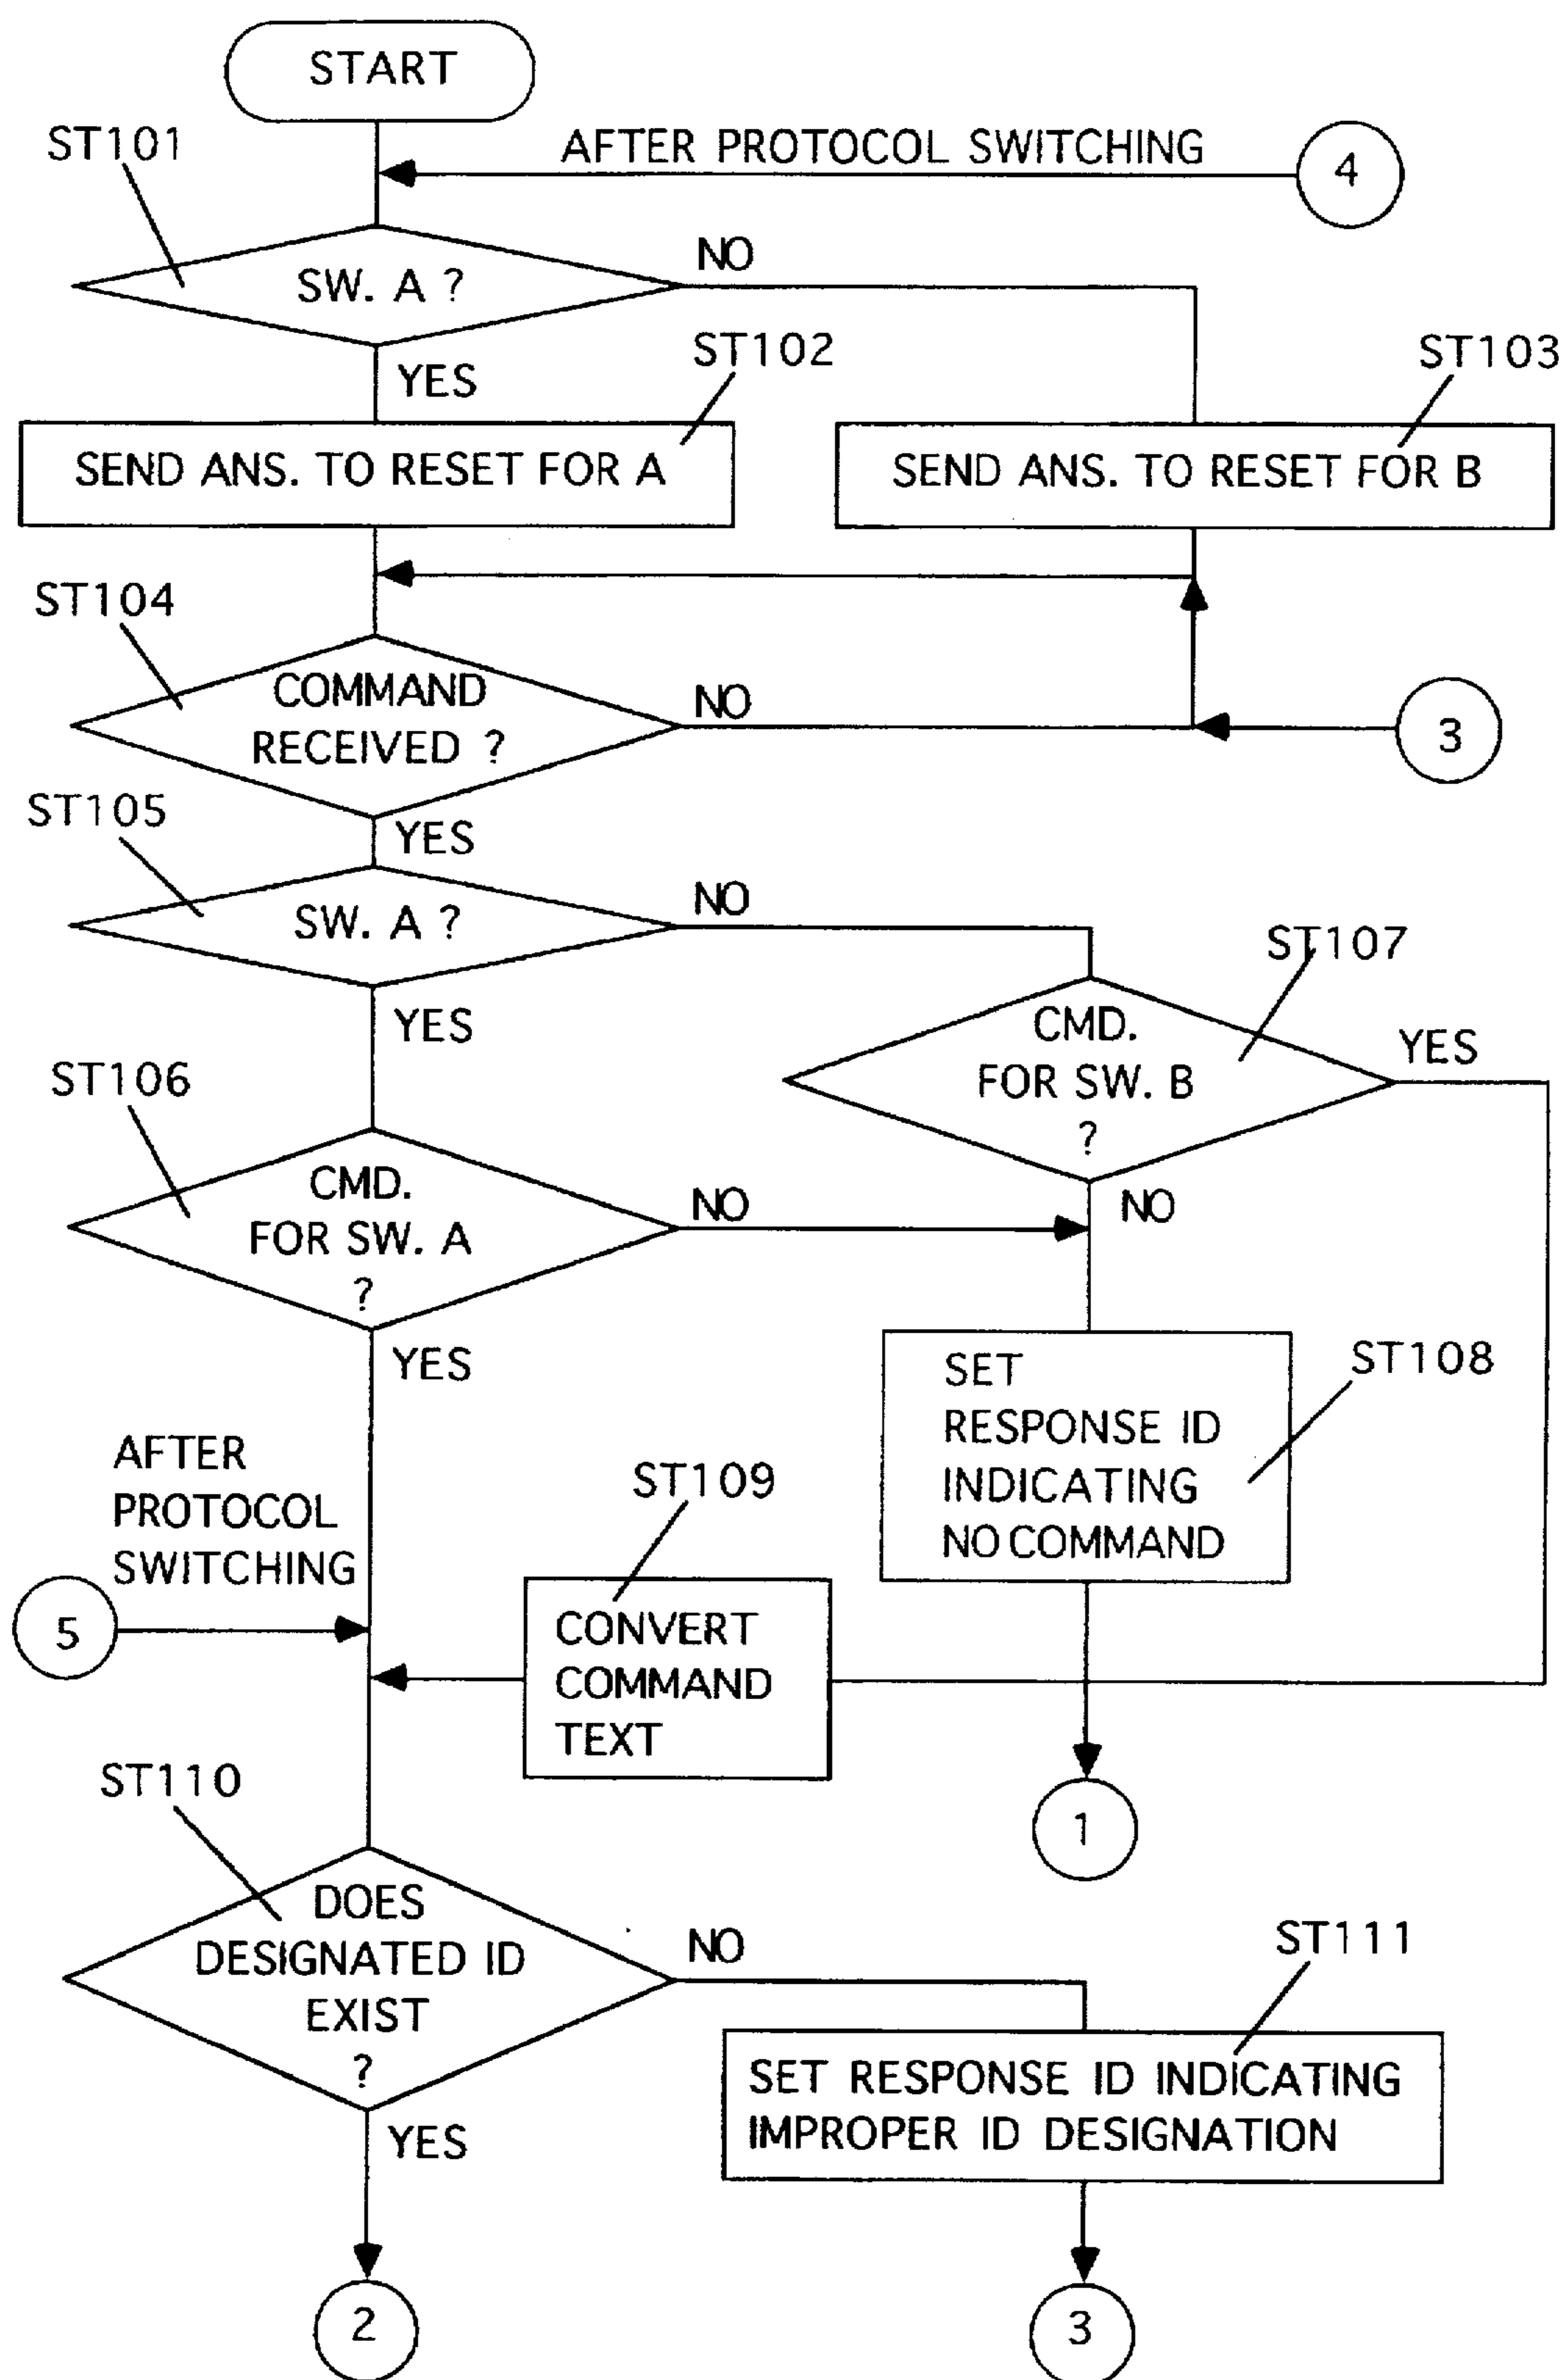 START
ST101
AFTER PROTOCOL SWITCHING
4
SW. A ?
NO
YES
ST102
ST103
SEND ANS. TO RESET FOR A
SEND ANS. TO RESET FOR B
ST104
COMMAND
RECEIVED ?
NO
3
YES
ST105
SW. A ?
NO
YES
ST107
CMD.
FOR SW. B
?
YES
NO
ST106
CMD.
FOR SW. A
?
NO
YES
ST108
SET
RESPONSE ID
INDICATING
NO COMMAND
AFTER
PROTOCOL
SWITCHING
5
ST109
CONVERT
COMMAND
TEXT
1
ST110
DOES
DESIGNATED ID
EXIST
?
NO
YES
ST111
SET RESPONSE ID INDICATING
IMPROPER ID DESIGNATION
2
3